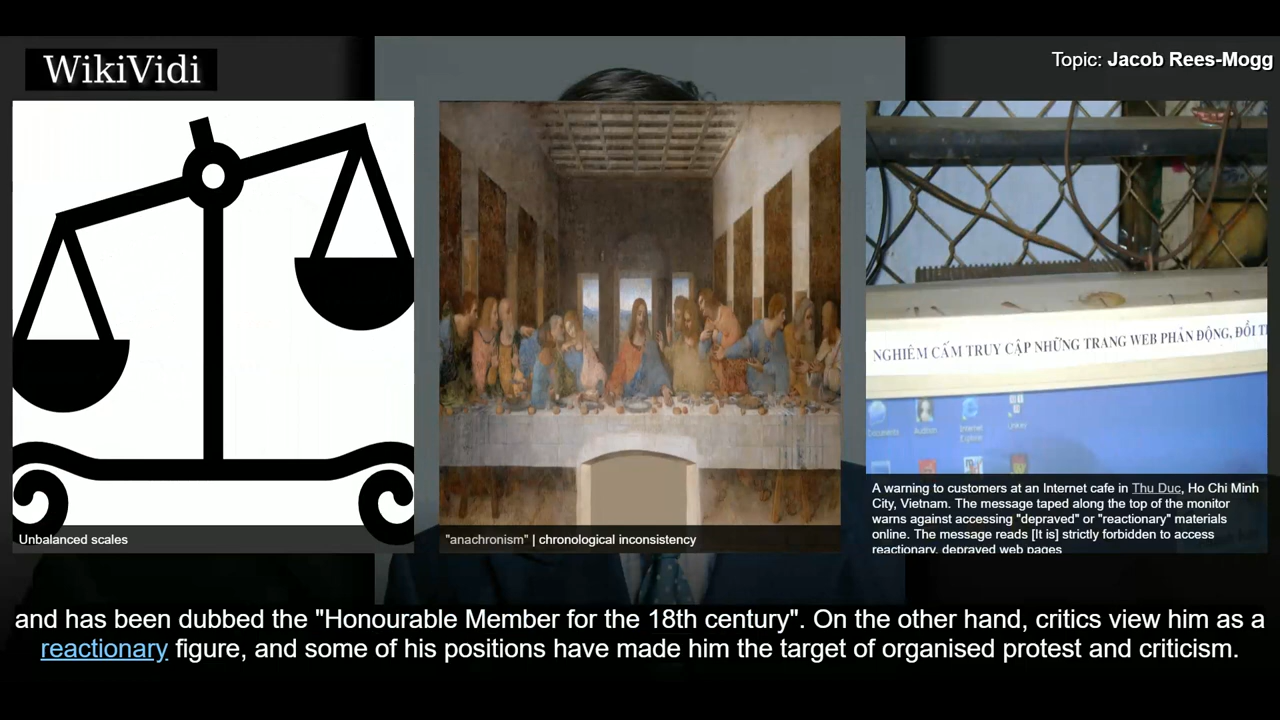 WikiVidi
Topic: Jacob Rees-Mogg
NGHIÊM CẤM TRUY CẬP NHỮNG TRANG WEB PHẢN ĐỘNG, ĐỒI
Documents
Internet
Explorer
Unbalanced scales
"anachronism" | chronological inconsistency
A warning to customers at an Internet cafe in Thu Duc, Ho Chi Minh
City, Vietnam. The message taped along the top of the monitor
warns against accessing "depraved" or "reactionary" materials
online. The message reads [It is] strictly forbidden to access
reactionary, depraved web pages
and has been dubbed the "Honourable Member for the 18th century". On the other hand, critics view him as a
reactionary figure, and some of his positions have made him the target of organised protest and criticism.